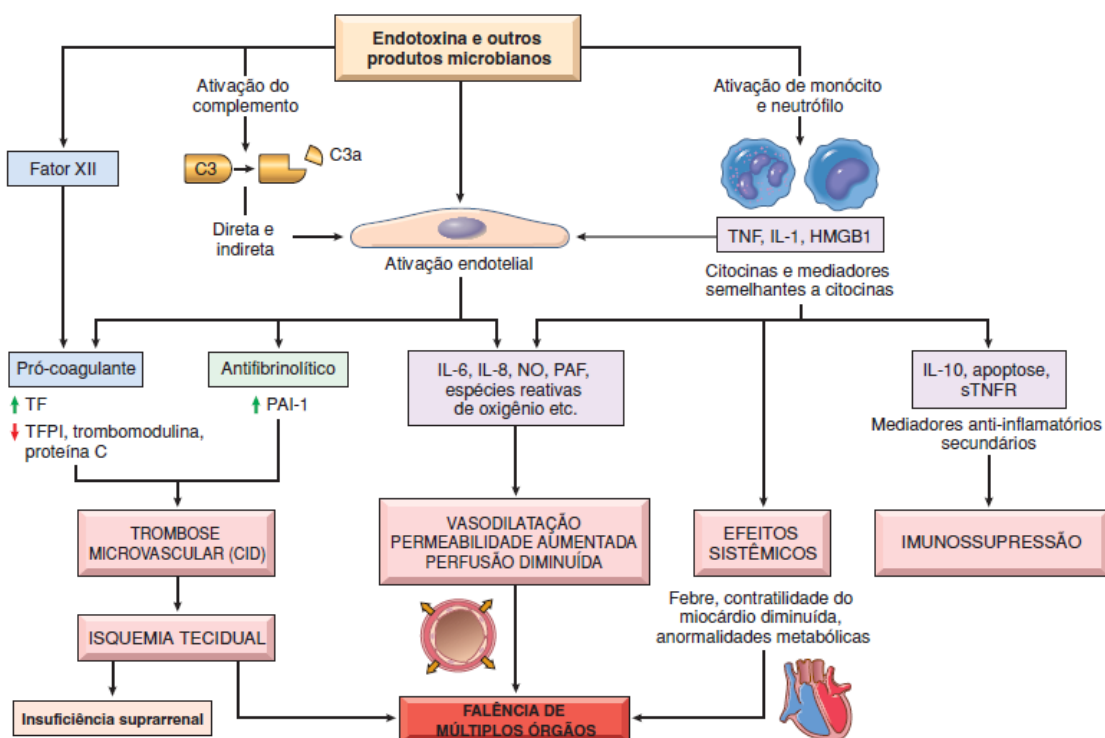 Endotoxina e outros
produtos microbianos
Ativação do
complemento
Ativação de monócito
e neutrófilo
Fator XII
C3
C3a
Direta e
indireta
Ativação endotelial
TNF, IL-1, HMGB1
Citocinas e mediadores
semelhantes a citocinas
Pró-coagulante
TF
TFPI, trombomodulina,
proteína C
Antifibrinolítico
PAI-1
IL-6, IL-8, NO, PAF,
espécies reativas
de oxigênio etc.
IL-10, apoptose,
sTNFR
Mediadores anti-inflamatórios
secundários
TROMBOSE
MICROVASCULAR (CID)
VASODILATAÇÃO
PERMEABILIDADE AUMENTADA
PERFUSÃO DIMINUÍDA
EFEITOS
SISTÊMICOS
IMUNOSSUPRESSÃO
Febre, contratilidade do
miocárdio diminuída,
anormalidades metabólicas
ISQUEMIA TECIDUAL
Insuficiência suprarrenal
FALÊNCIA DE
MÚLTIPLOS ÓRGÃOS